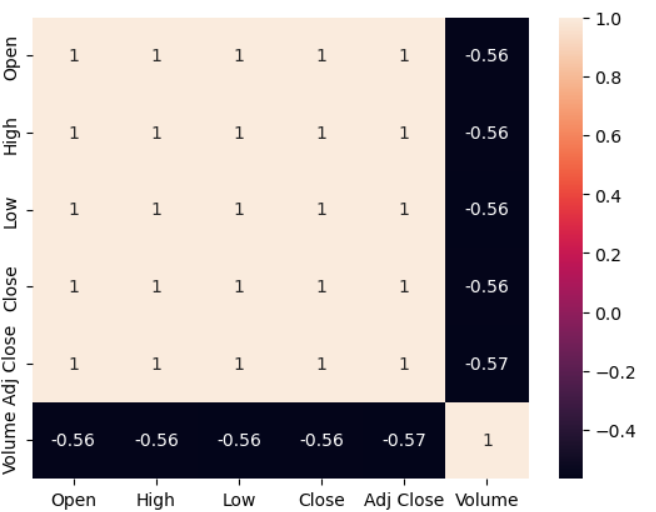 Open 1 1 1 1 1 -0.56
High 1 1 1 1 1 -0.56
Low 1 1 1 1 1 -0.56
Close 1 1 1 1 1 -0.56
Adj Close 1 1 1 1 1 -0.57
Volume -0.56 -0.56 -0.56 -0.56 -0.57 1
Open High Low Close Adj Close Volume
1.0
0.8
0.6
0.4
0.2
0.0
−0.2
−0.4